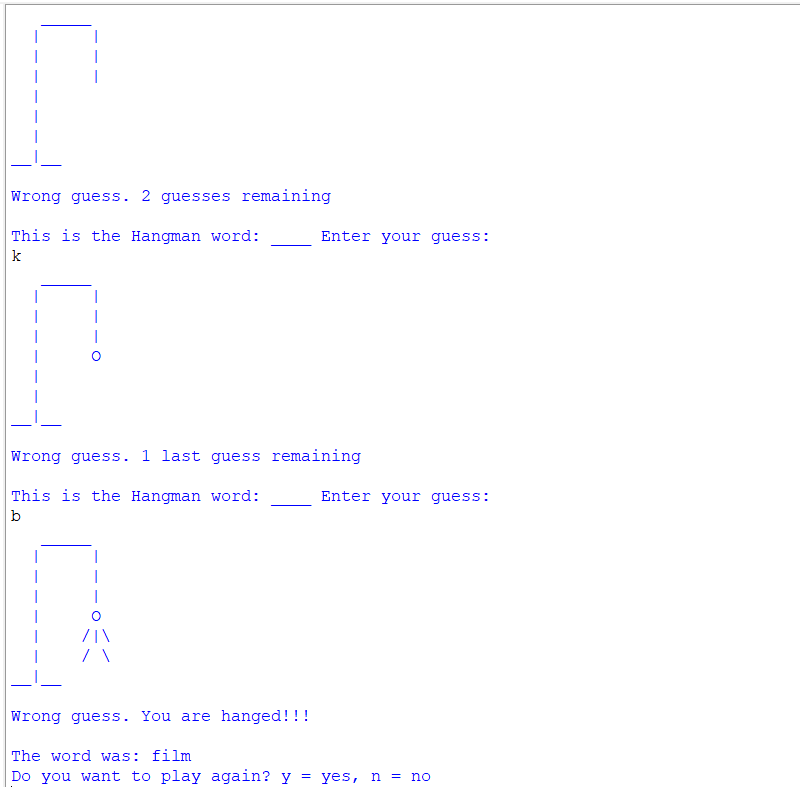 _____
  |     |
  |     |
  |     |
  |
  |
  |
__|__
Wrong guess. 2 guesses remaining
This is the Hangman word: ____ Enter your guess:
k
   _____
  |     |
  |     |
  |     |
  |     O
  |
  |
__|__
Wrong guess. 1 last guess remaining
This is the Hangman word: ____ Enter your guess:
b
   _____
  |     |
  |     |
  |     |
  |     O
  |    /|\
  |    / \
__|__
Wrong guess. You are hanged!!!
The word was: film
Do you want to play again? y = yes, n = no